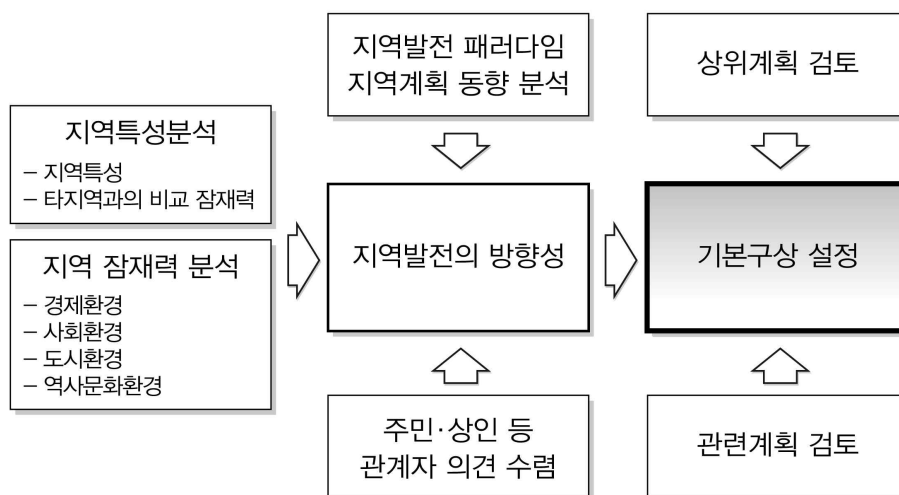 지역특성분석
– 지역특성
– 타지역과의 비교 잠재력
지역 잠재력 분석
– 경제환경
– 사회환경
– 도시환경
– 역사문화환경
지역발전 패러다임
지역계획 동향 분석
지역발전의 방향성
주민·상인 등
관계자 의견 수렴
상위계획 검토
기본구상 설정
관련계획 검토